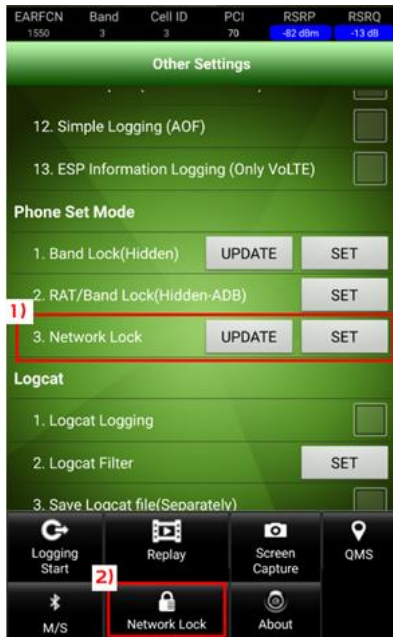 EARFCN Band Cell ID PCI RSRP RSRQ
1550 3 3 70 -82 dBm -13 dB
Other Settings
12. Simple Logging (AOF)
13. ESP Information Logging (Only VoLTE)
Phone Set Mode
1. Band Lock(Hidden) UPDATE SET
2. RAT/Band Lock(Hidden-ADB) SET
1)
3. Network Lock UPDATE SET
Logcat
1. Logcat Logging
2. Logcat Filter SET
3. Save Logcat file(Separately)
Logging Start
Replay
Screen Capture
QMS
2)
M/S
Network Lock
About